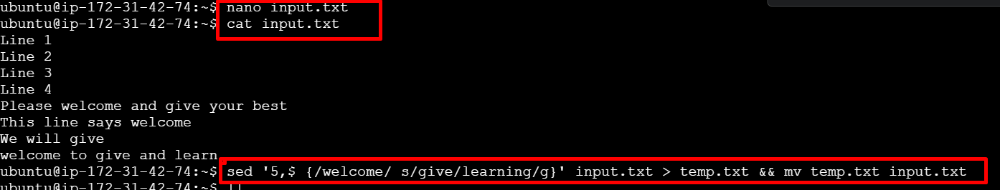 ubuntu@ip-172-31-42-74:~$ nano input.txt
ubuntu@ip-172-31-42-74:~$ cat input.txt
Line 1
Line 2
Line 3
Line 4
Please welcome and give your best
This line says welcome
We will give
welcome to give and learn
ubuntu@ip-172-31-42-74:~$ sed '5,$ {/welcome/ s/give/learning/g}' input.txt > temp.txt && mv temp.txt input.txt
ubuntu@ip-172-31-42-74:~$